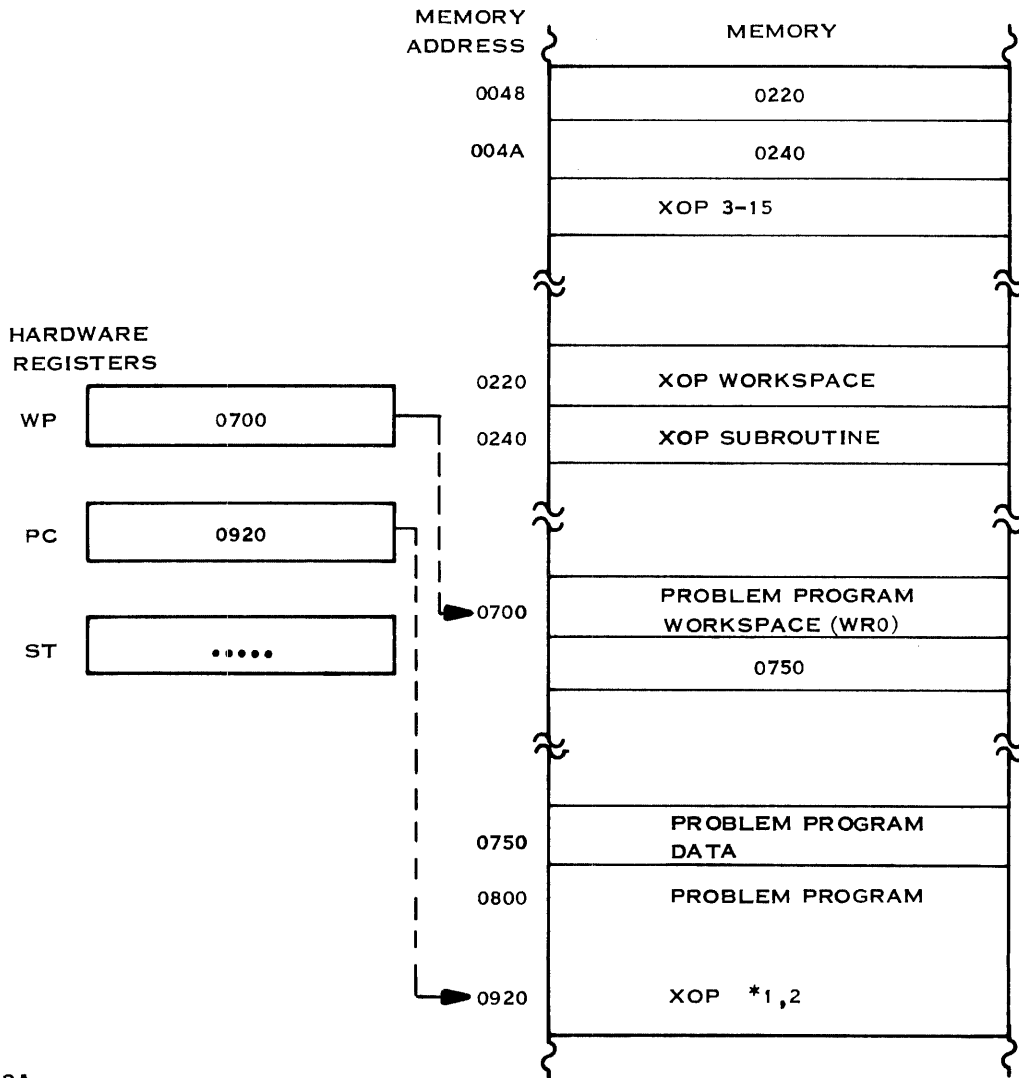 MEMORY
ADDRESS
MEMORY
0048
0220
004A
0240
XOP 3-15
HARDWARE
REGISTERS
0220
XOP WORKSPACE
WP
0700
0240
XOP SUBROUTINE
PC
0920
0700
PROBLEM PROGRAM
WORKSPACE (WR0)
ST
•••••
0750
0750
PROBLEM PROGRAM
DATA
0800
PROBLEM PROGRAM
0920
XOP *1,2